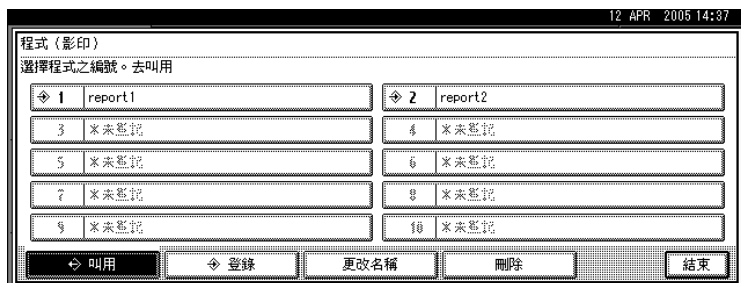 12 APR 2005 14:37
程式（影印）
選擇程式之編號。去叫用
1 report1 2 report2
3 *未登記 4 *未登記
5 *未登記 6 *未登記
7 *未登記 8 *未登記
9 *未登記 10 *未登記
叫用 登錄 更改名稱 刪除 結束